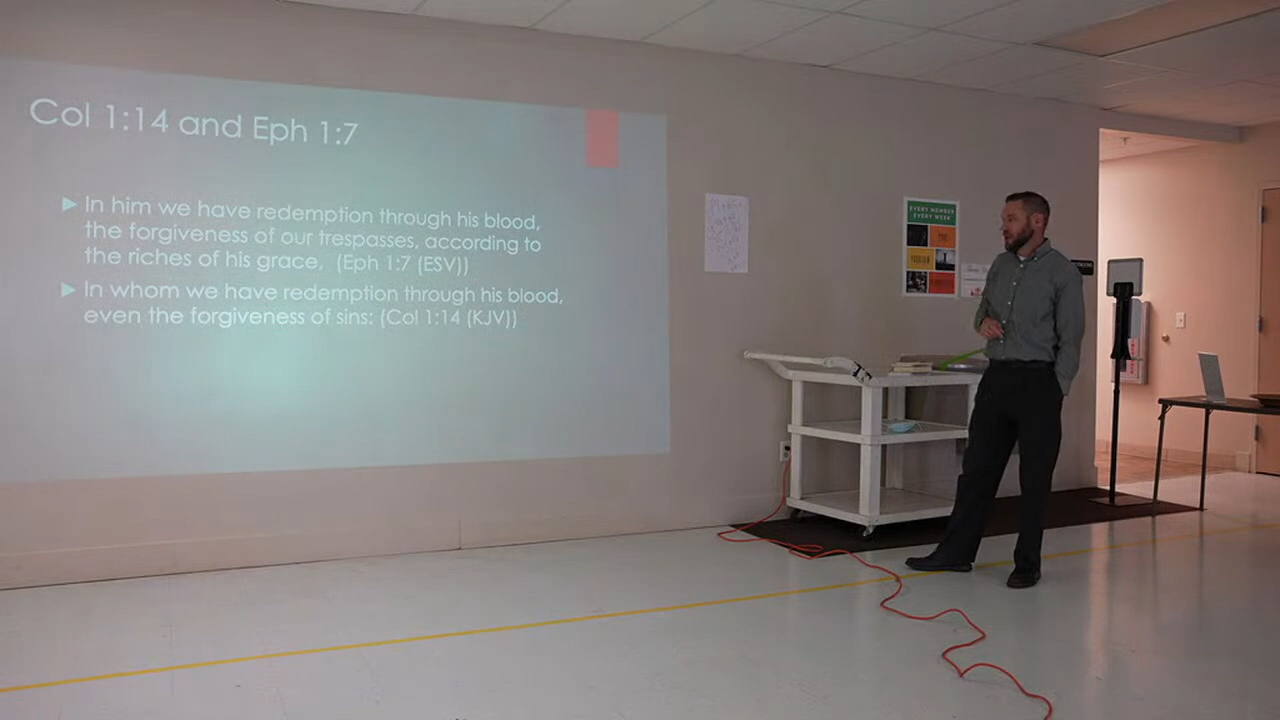 Col 1:14 and Eph 1:7
In him we have redemption through his blood,
the forgiveness of our trespasses, according to
the riches of his grace, (Eph 1:7 (ESV))
In whom we have redemption through his blood,
even the forgiveness of sins: (Col 1:14 (KJV))
EVERY MEMBER
EVERY WEEK